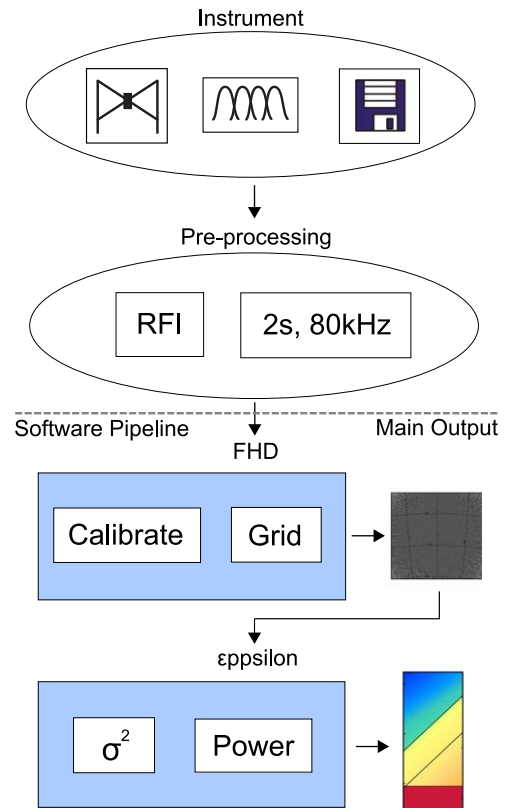 Instrument
Pre-processing
RFI
2s, 80kHz
Software Pipeline
Main Output
FHD
Calibrate
Grid
εppsilon
σ²
Power